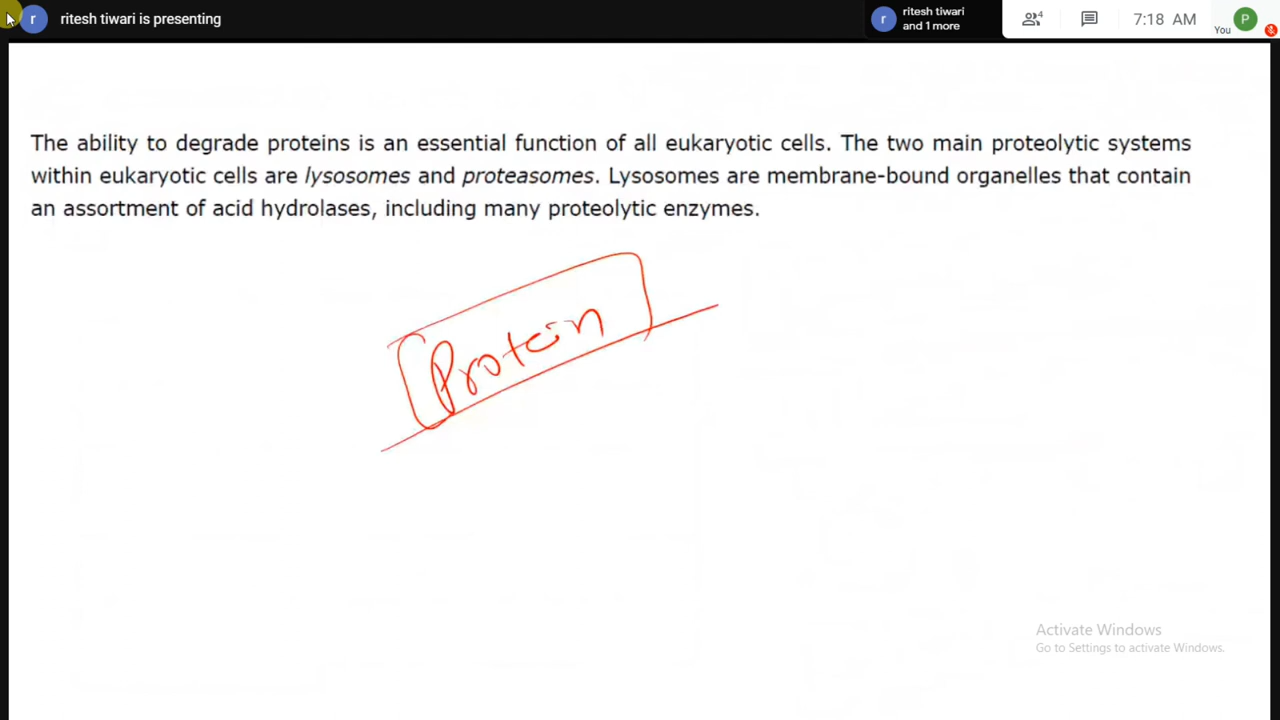 r ritesh tiwari is presenting
r ritesh tiwari
and 1 more
4
7:18 AM
You P
The ability to degrade proteins is an essential function of all eukaryotic cells. The two main proteolytic systems
within eukaryotic cells are lysosomes and proteasomes. Lysosomes are membrane-bound organelles that contain
an assortment of acid hydrolases, including many proteolytic enzymes.
Protein
Activate Windows
Go to Settings to activate Windows.